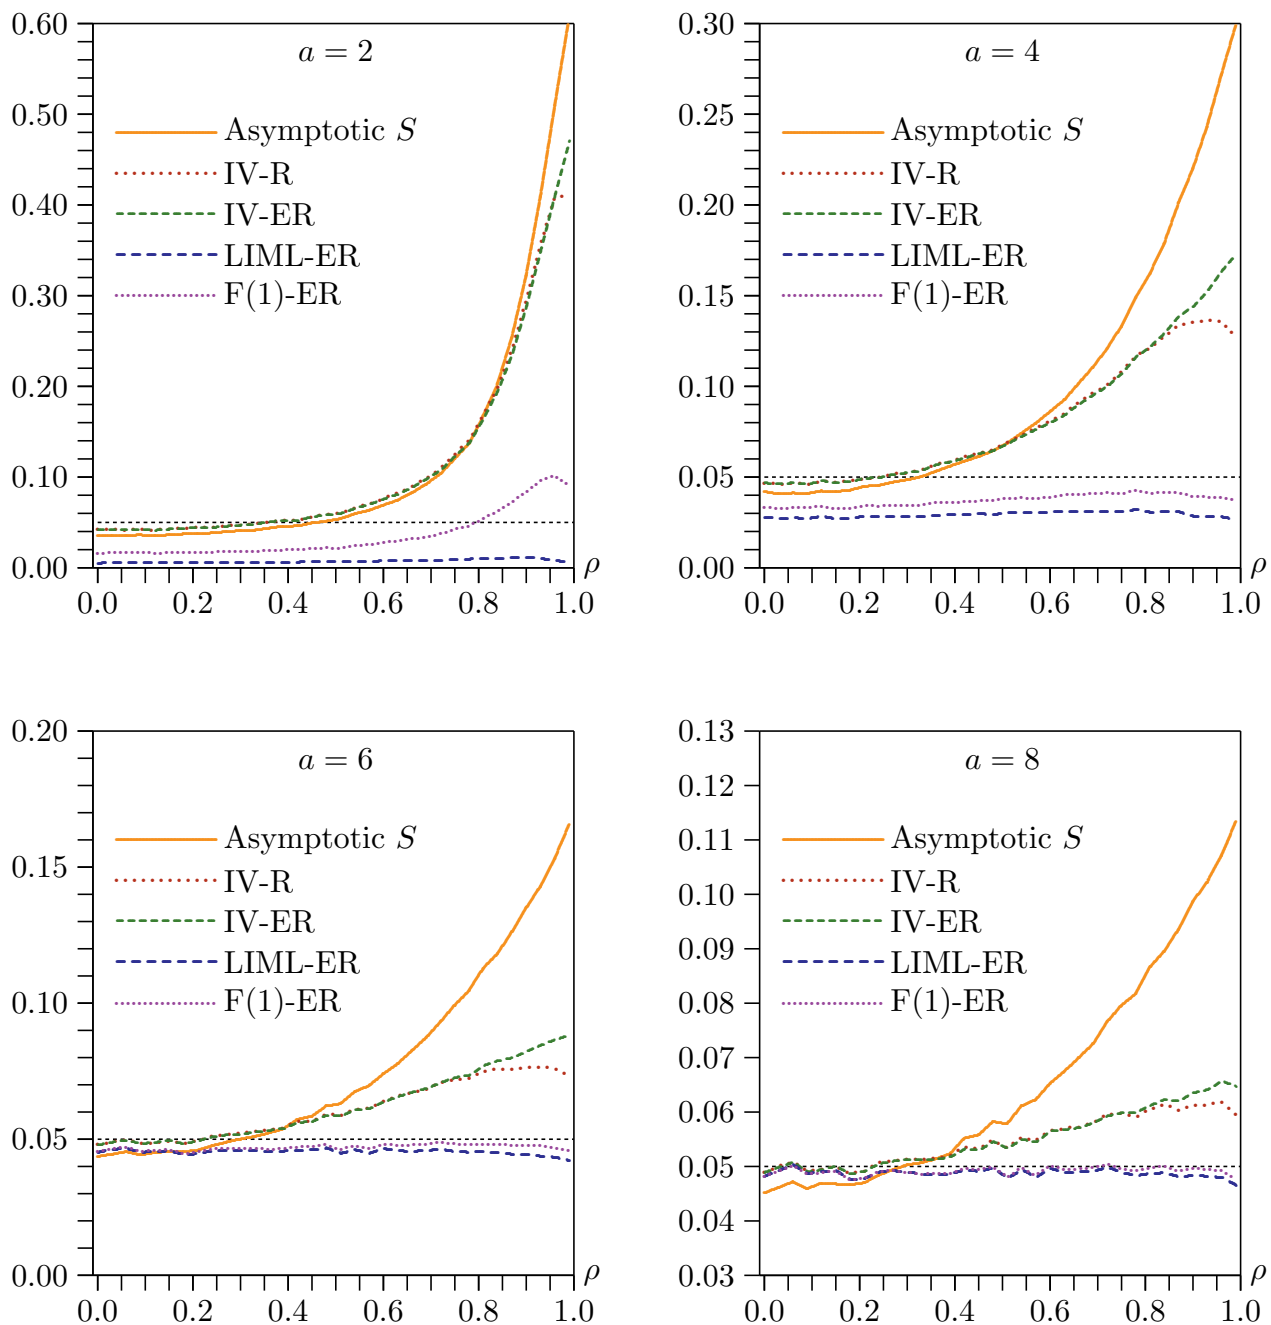 a = 2
0.60
0.50
0.40
0.30
0.20
0.10
0.00
Asymptotic S
IV-R
IV-ER
LIML-ER
F(1)-ER
0.0 0.2 0.4 0.6 0.8 1.0
ρ
a = 4
0.30
0.25
0.20
0.15
0.10
0.05
0.00
Asymptotic S
IV-R
IV-ER
LIML-ER
F(1)-ER
0.0 0.2 0.4 0.6 0.8 1.0
ρ
a = 6
0.20
0.15
0.10
0.05
0.00
Asymptotic S
IV-R
IV-ER
LIML-ER
F(1)-ER
0.0 0.2 0.4 0.6 0.8 1.0
ρ
a = 8
0.13
0.12
0.11
0.10
0.09
0.08
0.07
0.06
0.05
0.04
0.03
Asymptotic S
IV-R
IV-ER
LIML-ER
F(1)-ER
0.0 0.2 0.4 0.6 0.8 1.0
ρ